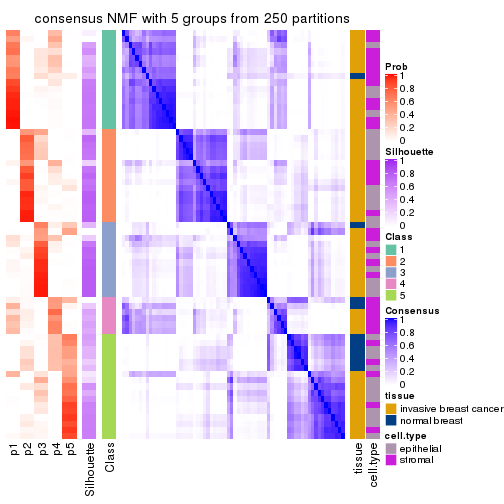 consensus NMF with 5 groups from 250 partitions
Prob
1
0.8
0.6
0.4
0.2
0
Silhouette
1
0.8
0.6
0.4
0.2
0
Class
1
2
3
4
5
Consensus
1
0.8
0.6
0.4
0.2
0
tissue
invasive breast cancer
normal breast
cell.type
epithelial
stromal
p1
p2
p3
p4
p5
Silhouette
Class
tissue
cell.type